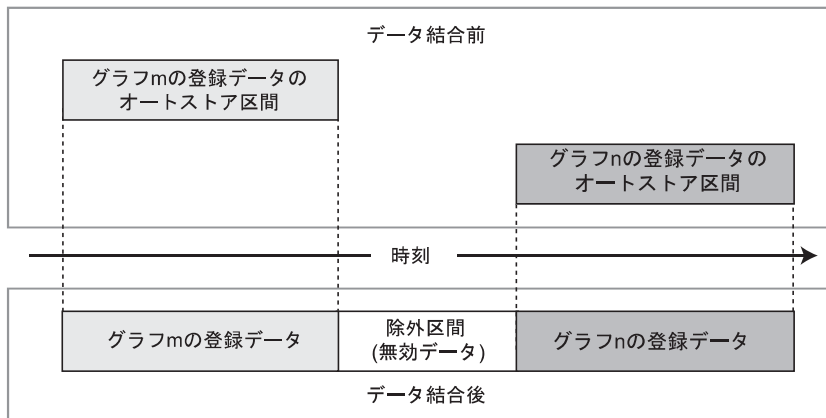 データ結合前
グラフmの登録データの
オートストア区間
グラフnの登録データの
オートストア区間
時刻
グラフmの登録データ
除外区間
(無効データ)
グラフnの登録データ
データ結合後